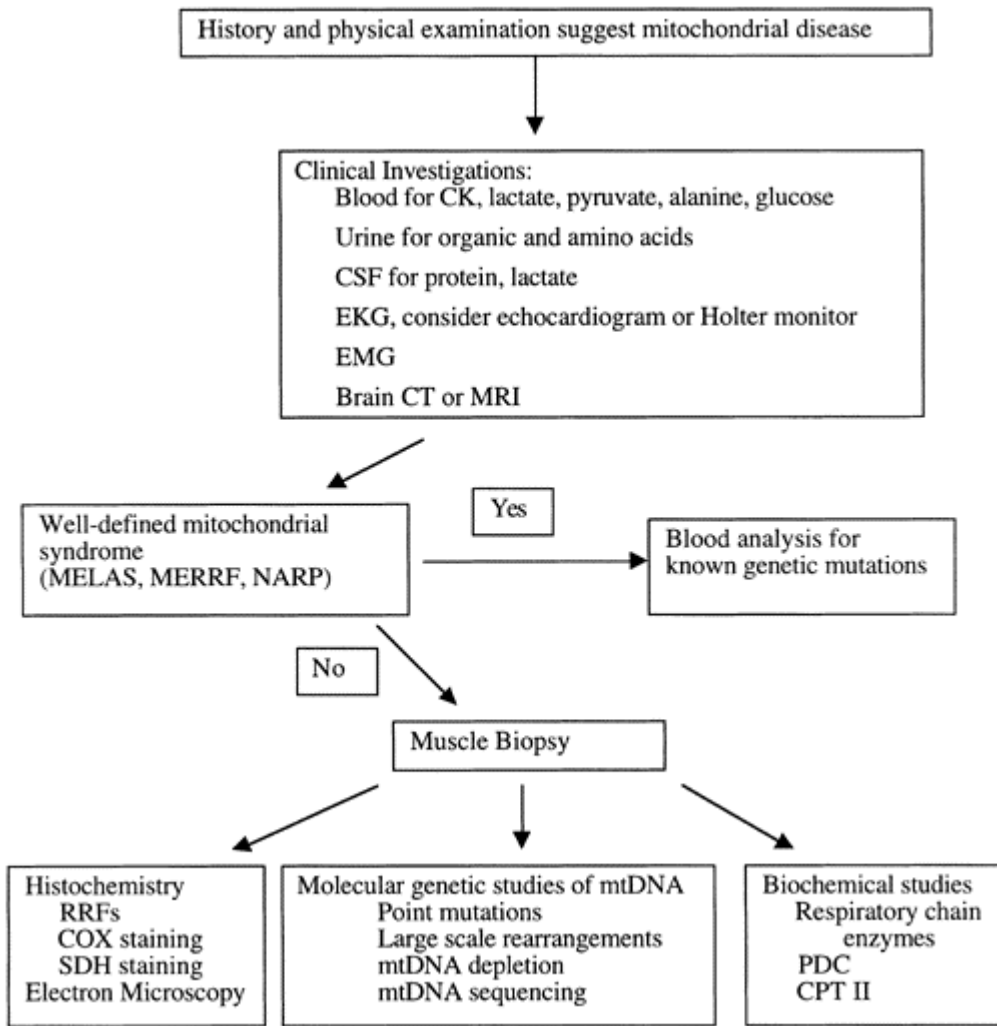 History and physical examination suggest mitochondrial disease
Clinical Investigations:
Blood for CK, lactate, pyruvate, alanine, glucose
Urine for organic and amino acids
CSF for protein, lactate
EKG, consider echocardiogram or Holter monitor
EMG
Brain CT or MRI
Well-defined mitochondrial
syndrome
(MELAS, MERRF, NARP)
Yes
Blood analysis for
known genetic mutations
No
Muscle Biopsy
Histochemistry
RRFs
COX staining
SDH staining
Electron Microscopy
Molecular genetic studies of mtDNA
Point mutations
Large scale rearrangements
mtDNA depletion
mtDNA sequencing
Biochemical studies
Respiratory chain
enzymes
PDC
CPT II